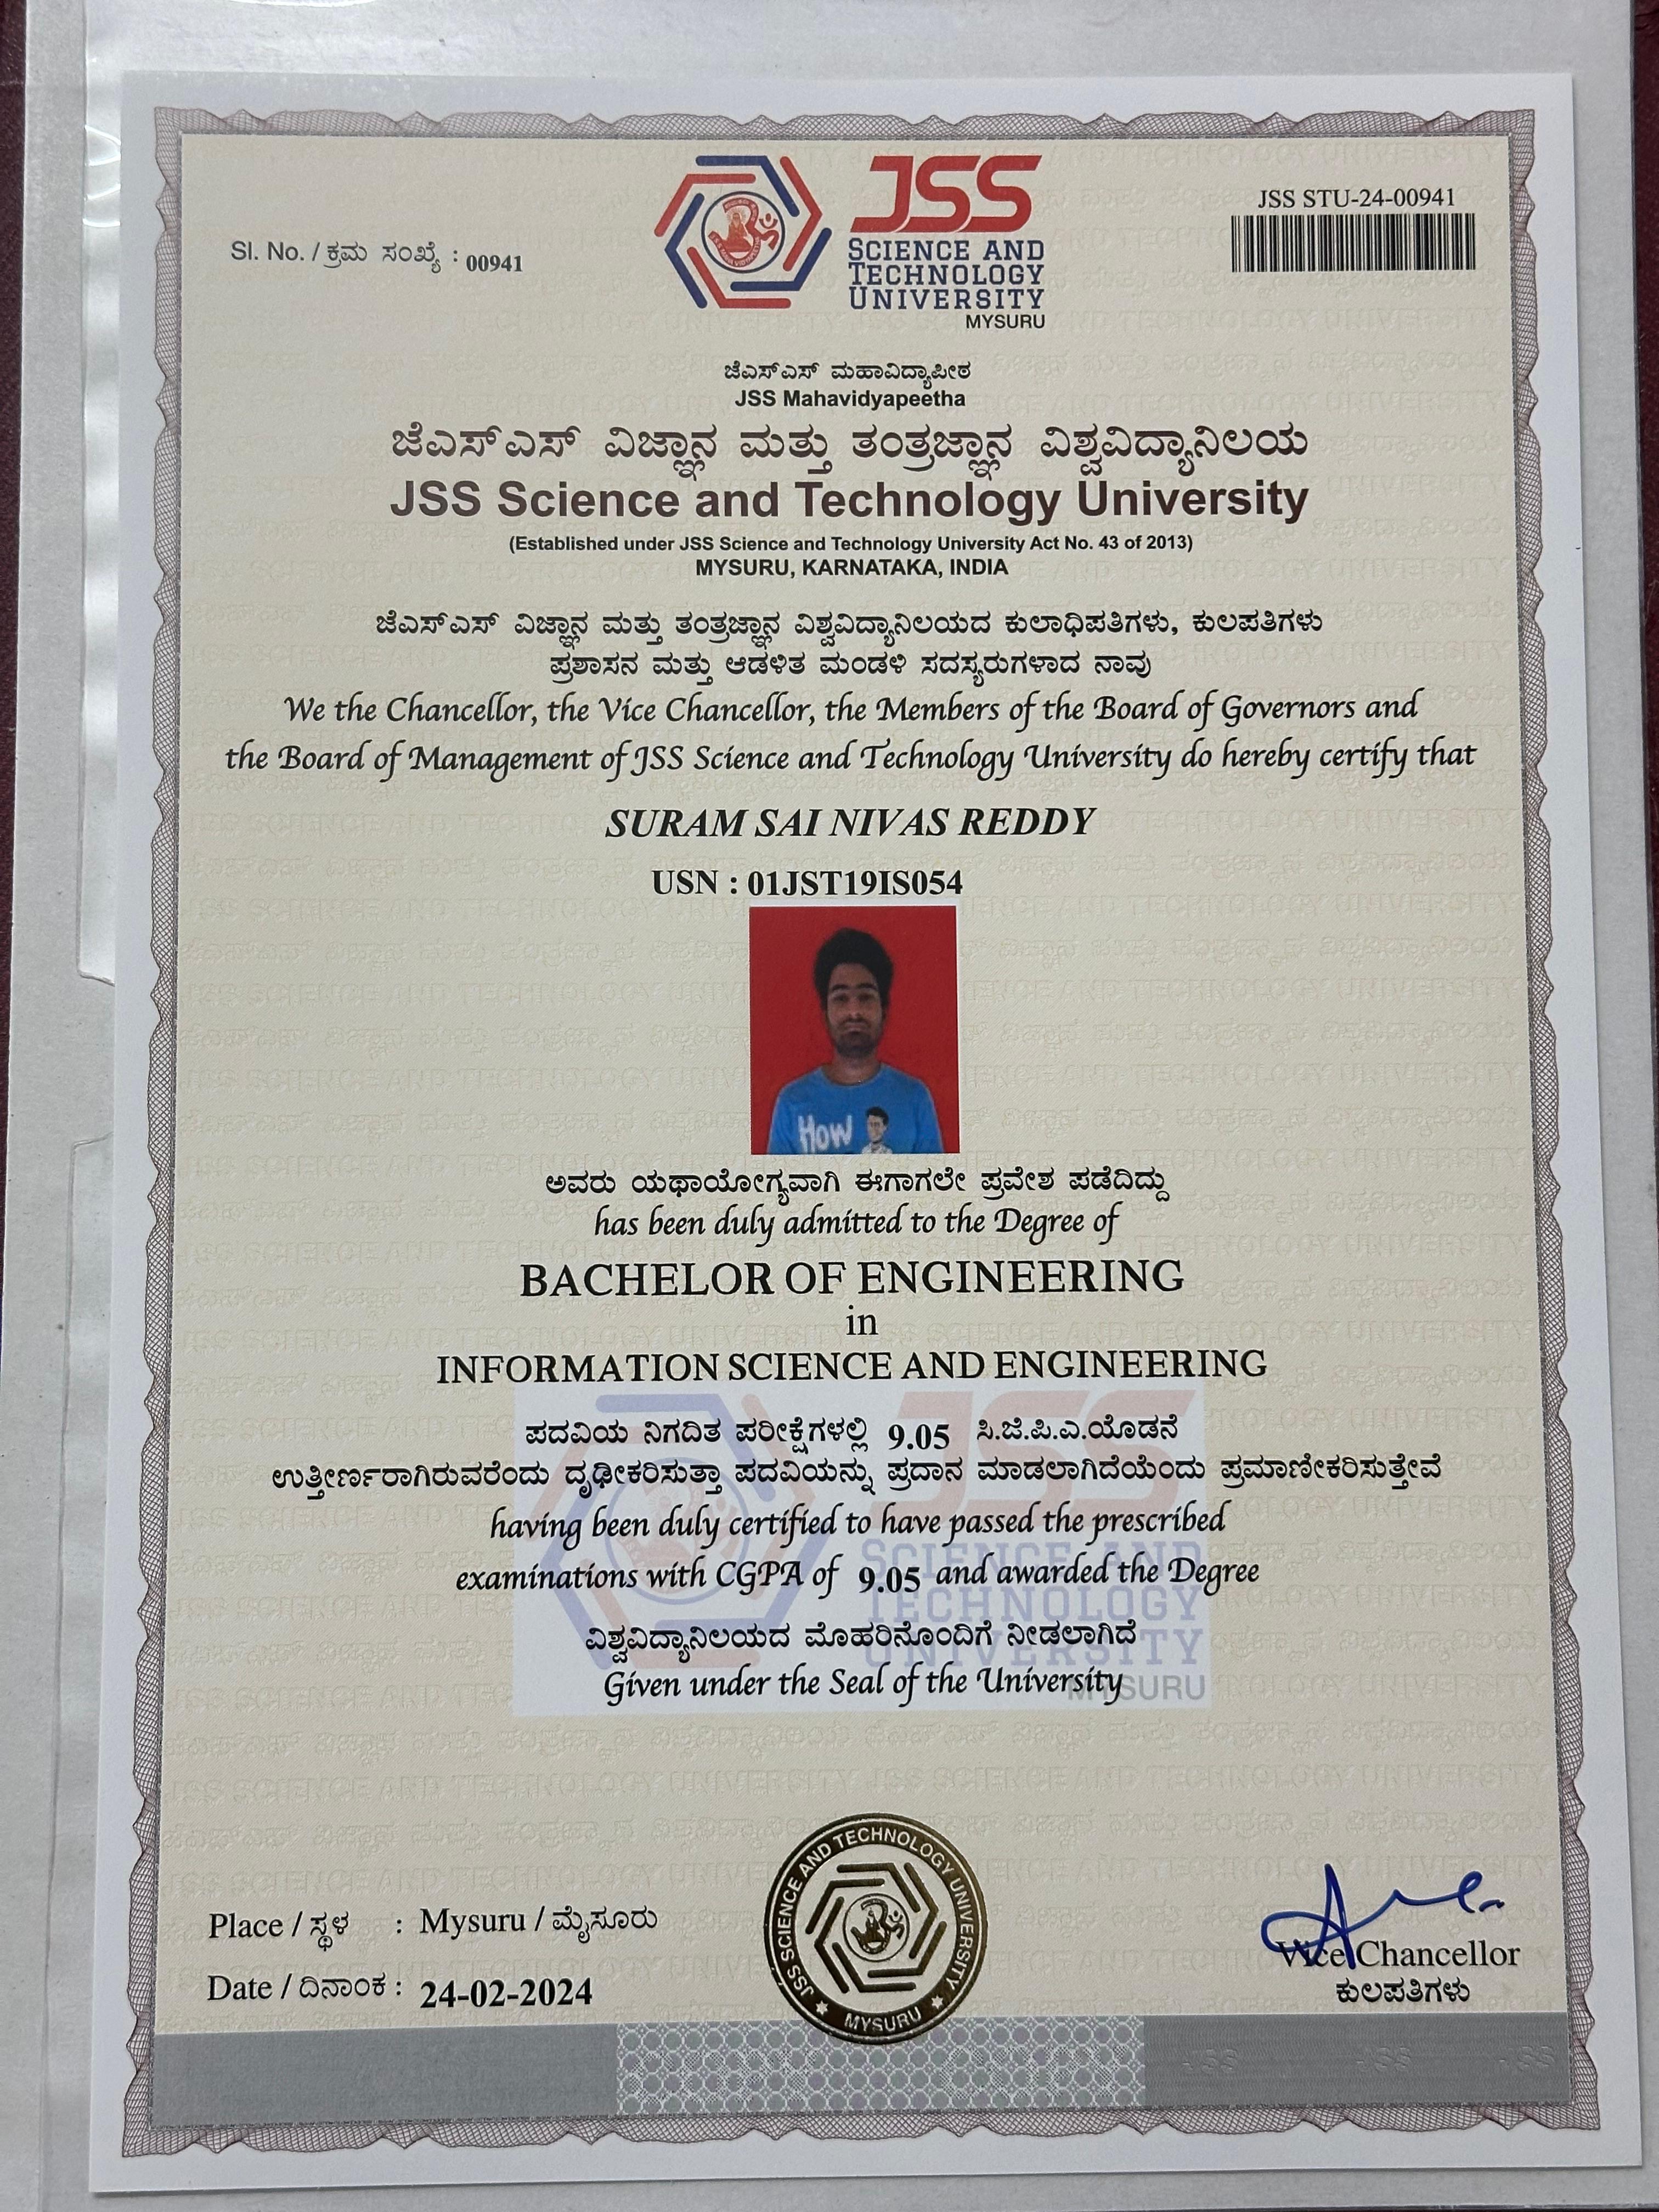 JSS STU-24-00941
Sl. No. / ಕ್ರಮ ಸಂಖ್ಯೆ : 00941
JSS
SCIENCE AND
TECHNOLOGY
UNIVERSITY
MYSURU
ಜೆಎಸ್ಎಸ್ ಮಹಾವಿದ್ಯಾಪೀಠ
JSS Mahavidyapeetha
ಜೆಎಸ್ಎಸ್ ವಿಜ್ಞಾನ ಮತ್ತು ತಂತ್ರಜ್ಞಾನ ವಿಶ್ವವಿದ್ಯಾನಿಲಯ
JSS Science and Technology University
(Established under JSS Science and Technology University Act No. 43 of 2013)
MYSURU, KARNATAKA, INDIA
ಜೆಎಸ್ಎಸ್ ವಿಜ್ಞಾನ ಮತ್ತು ತಂತ್ರಜ್ಞಾನ ವಿಶ್ವವಿದ್ಯಾನಿಲಯದ ಕುಲಾಧಿಪತಿಗಳು, ಕುಲಪತಿಗಳು
ಪ್ರಶಾಸನ ಮತ್ತು ಆಡಳಿತ ಮಂಡಳಿ ಸದಸ್ಯರುಗಳಾದ ನಾವು
We the Chancellor, the Vice Chancellor, the Members of the Board of Governors and
the Board of Management of JSS Science and Technology University do hereby certify that
SURAM SAI NIVAS REDDY
USN : 01JST19IS054
How
ಅವರು ಯಥಾಯೋಗ್ಯವಾಗಿ ಈಗಾಗಲೇ ಪ್ರವೇಶ ಪಡೆದಿದ್ದು
has been duly admitted to the Degree of
BACHELOR OF ENGINEERING
in
INFORMATION SCIENCE AND ENGINEERING
ಪದವಿಯ ನಿಗದಿತ ಪರೀಕ್ಷೆಗಳಲ್ಲಿ 9.05 ಸಿ.ಜಿ.ಪಿ.ಎ.ಯೊಡನೆ
ಉತ್ತೀರ್ಣರಾಗಿರುವರೆಂದು ದೃಢೀಕರಿಸುತ್ತಾ ಪದವಿಯನ್ನು ಪ್ರದಾನ ಮಾಡಲಾಗಿದೆಯೆಂದು ಪ್ರಮಾಣೀಕರಿಸುತ್ತೇವೆ
having been duly certified to have passed the prescribed
examinations with CGPA of 9.05 and awarded the Degree
ವಿಶ್ವವಿದ್ಯಾನಿಲಯದ ಮೊಹರಿನೊಂದಿಗೆ ನೀಡಲಾಗಿದೆ
Given under the Seal of the University
JSS SCIENCE AND TECHNOLOGY UNIVERSITY
MYSURU
Place / ಸ್ಥಳ : Mysuru / ಮೈಸೂರು
Date / ದಿನಾಂಕ : 24-02-2024
Vice Chancellor
ಕುಲಪತಿಗಳು